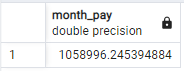 month_pay
double precision
1 1058996.245394884